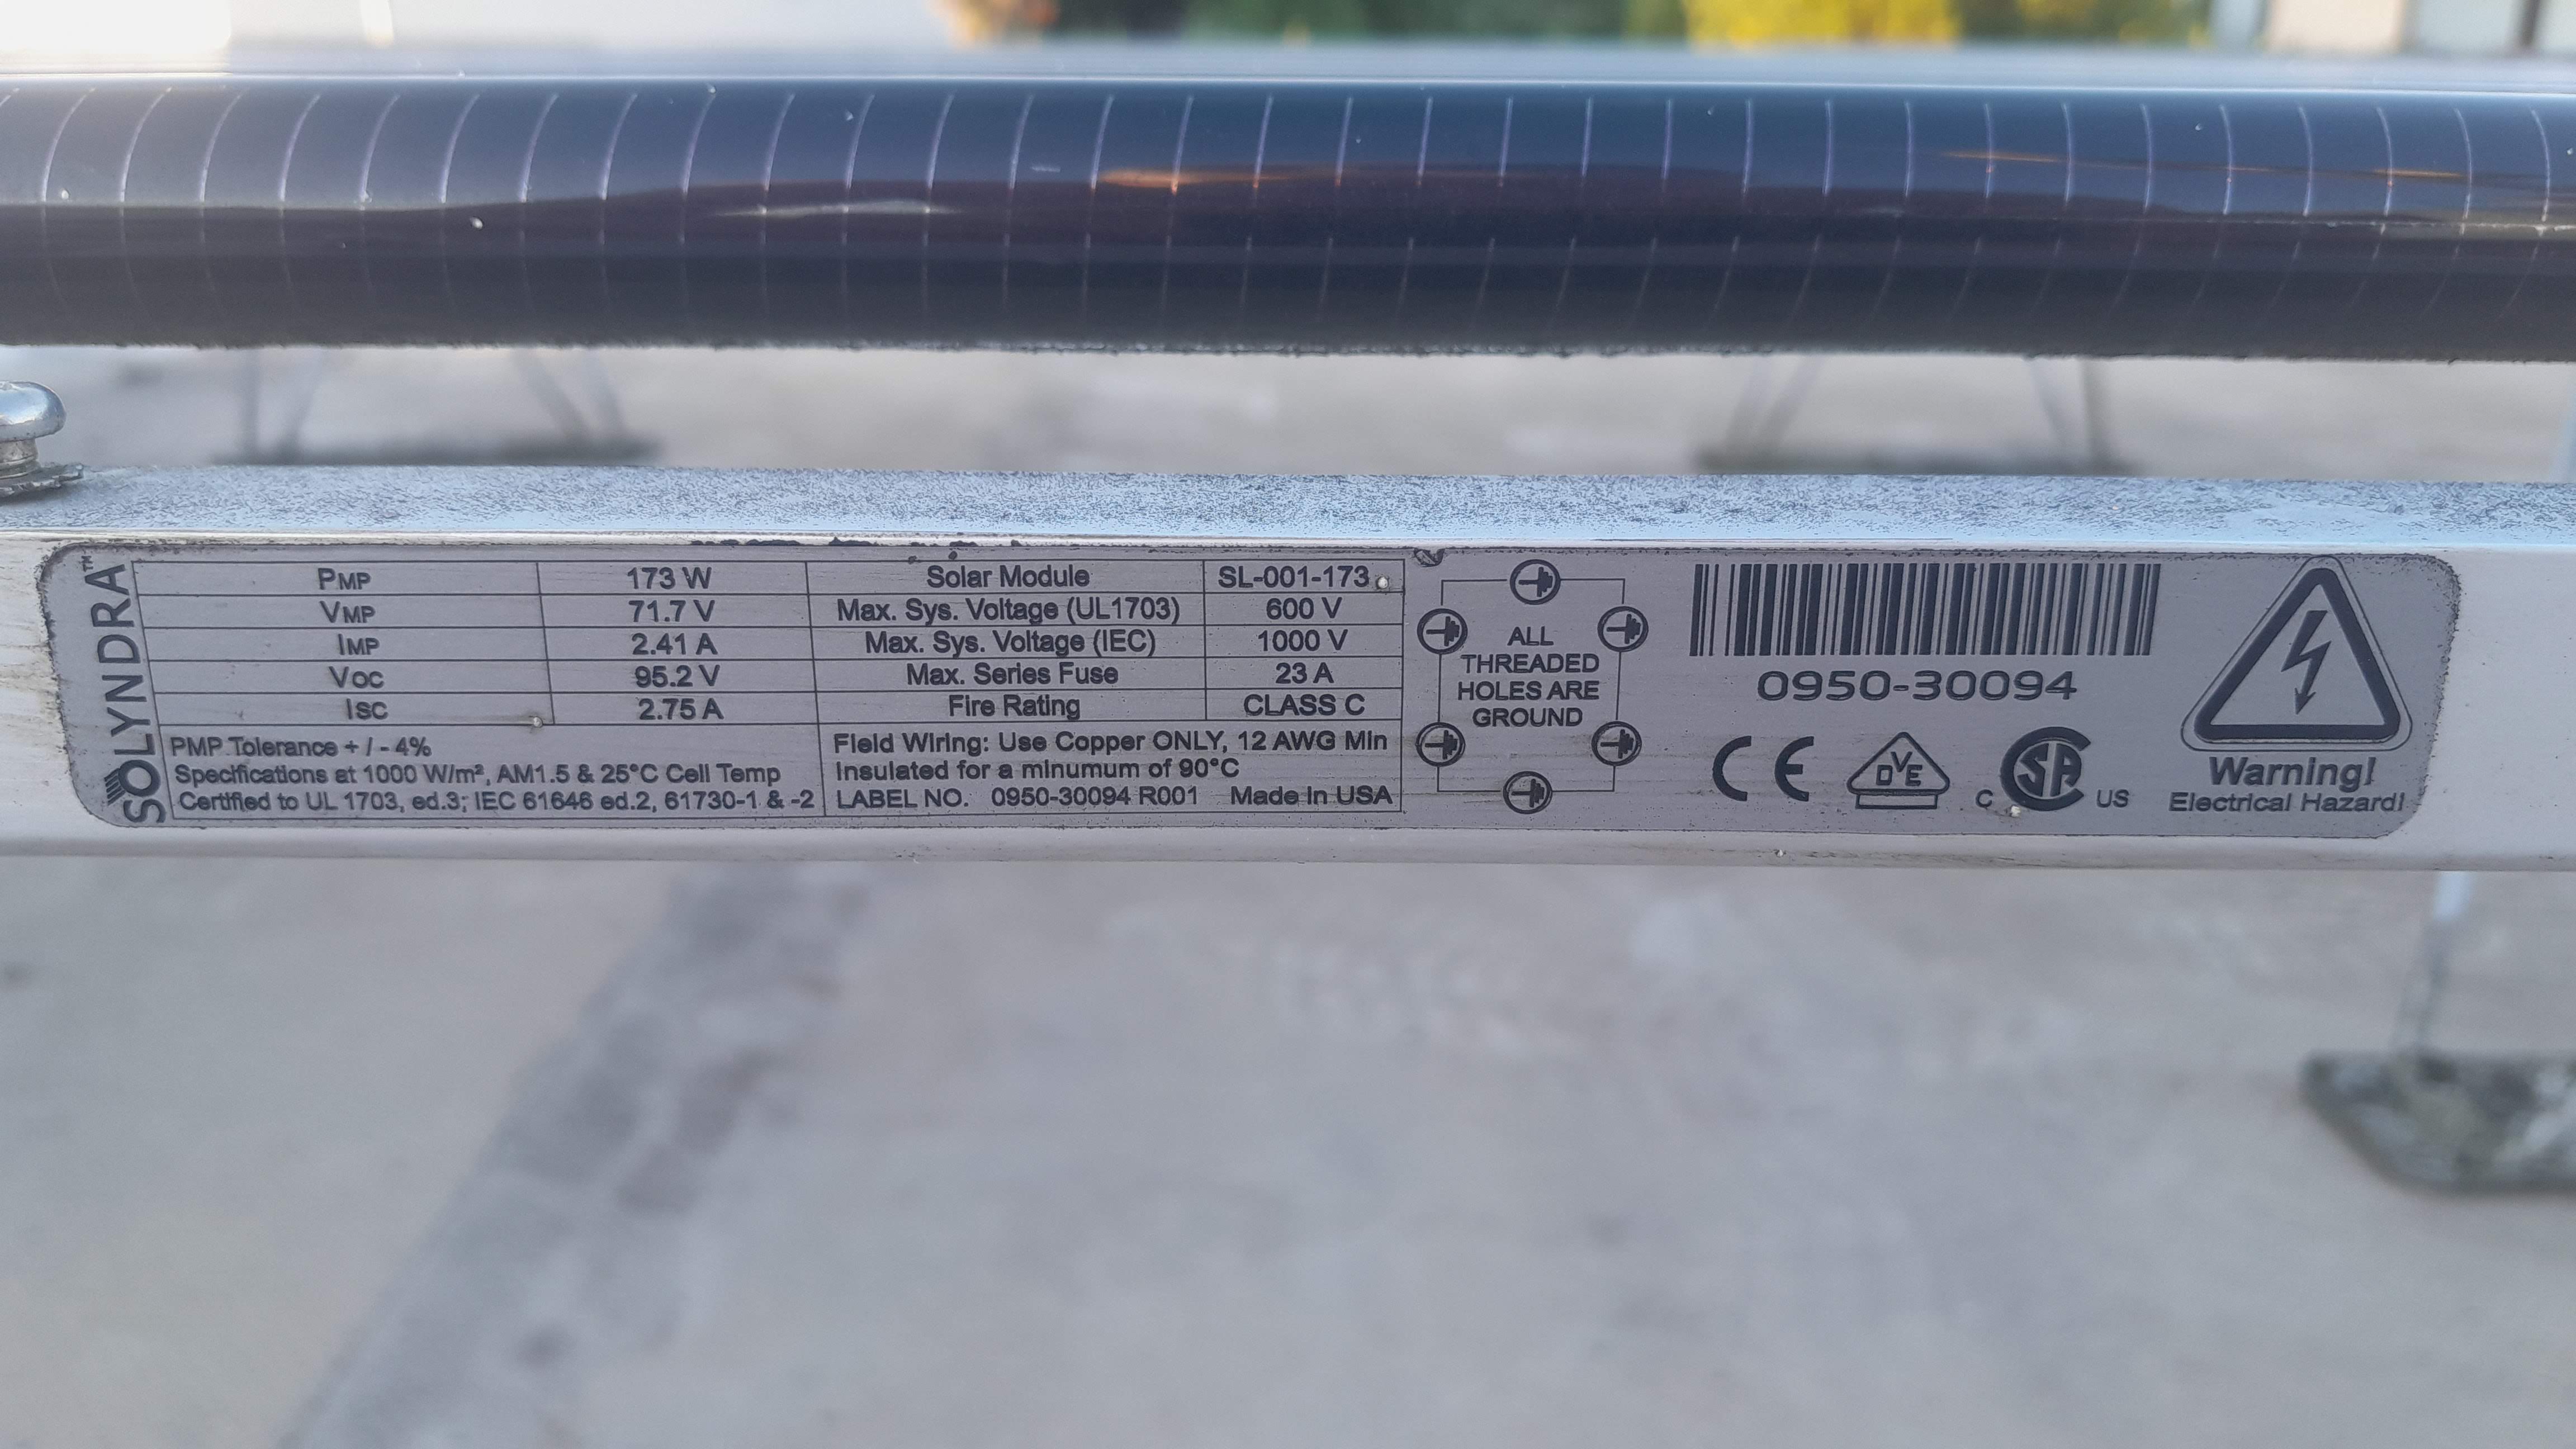 SOLYNDRA™
PMP 173 W
VMP 71.7 V
IMP 2.41 A
VOC 95.2 V
ISC 2.75 A
PMP Tolerance + / - 4%
Specifications at 1000 W/m², AM1.5 & 25°C Cell Temp
Certified to UL 1703, ed.3; IEC 61646 ed.2, 61730-1 & -2
Solar Module SL-001-173
Max. Sys. Voltage (UL1703) 600 V
Max. Sys. Voltage (IEC) 1000 V
Max. Series Fuse 23 A
Fire Rating CLASS C
Field Wiring: Use Copper ONLY, 12 AWG Min
Insulated for a minumum of 90°C
LABEL NO. 0950-30094 R001 Made in USA
ALL
THREADED
HOLES ARE
GROUND
0950-30094
CE
DVE
C SA US
Warning!
Electrical Hazard!